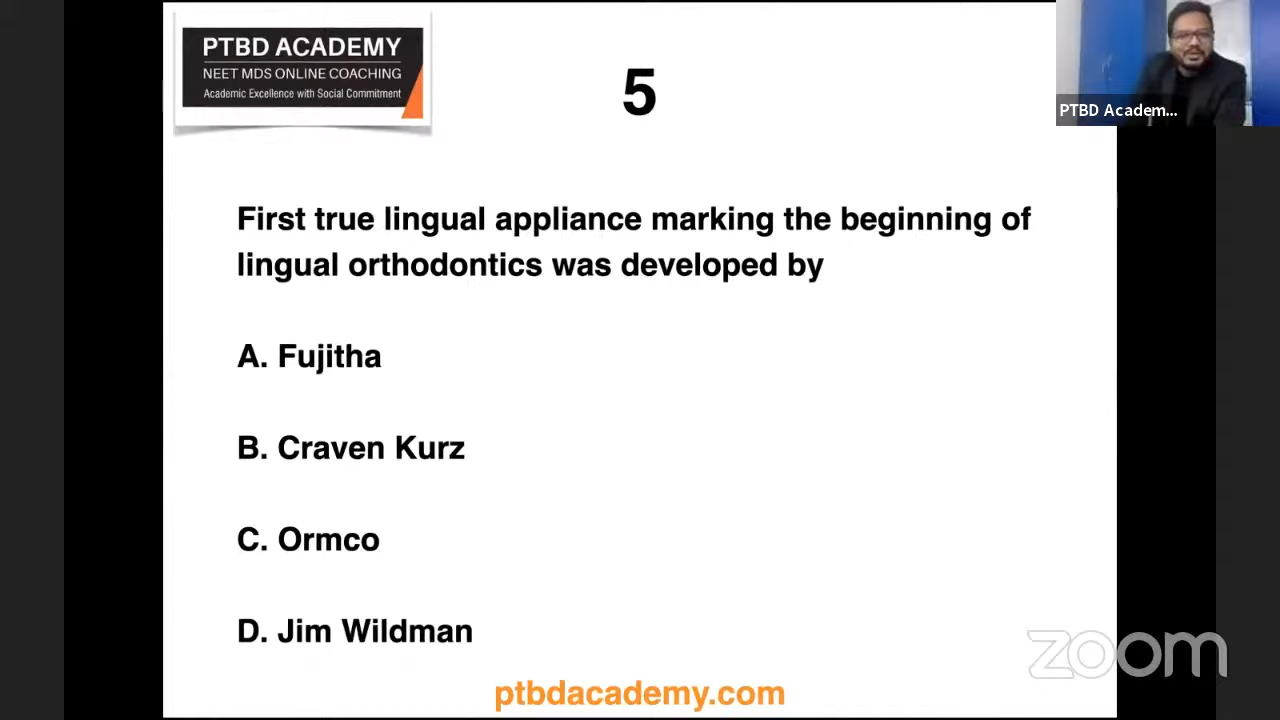 PTBD ACADEMY
NEET MDS ONLINE COACHING
Academic Excellence with Social Commitment
5
PTBD Academ...
First true lingual appliance marking the beginning of
lingual orthodontics was developed by
A. Fujitha
B. Craven Kurz
C. Ormco
D. Jim Wildman
zoom
ptbdacademy.com